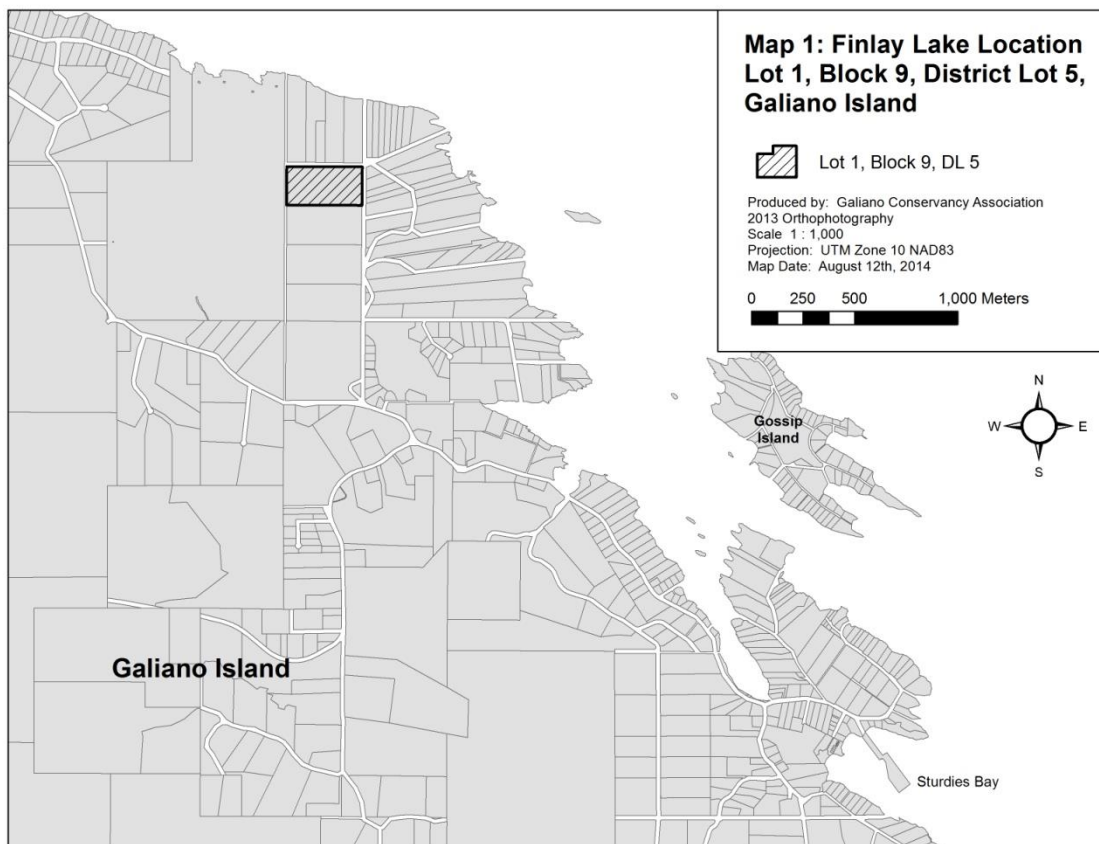 Map 1: Finlay Lake Location
Lot 1, Block 9, District Lot 5,
Galiano Island
Lot 1, Block 9, DL 5
Produced by: Galiano Conservancy Association
2013 Orthophotography
Scale 1 : 1,000
Projection: UTM Zone 10 NAD83
Map Date: August 12th, 2014
0 250 500 1,000 Meters
N
W E
S
Gossip
Island
Galiano Island
Sturdies Bay